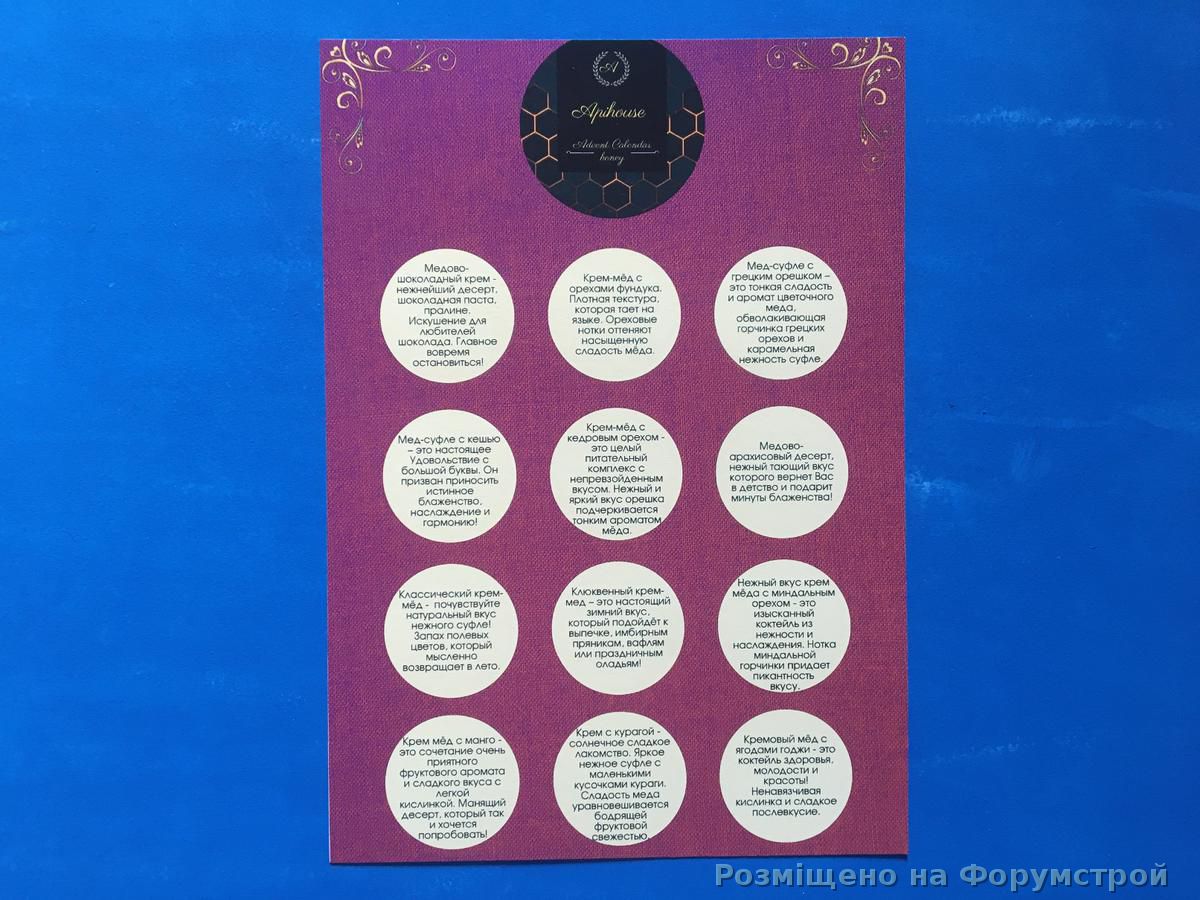 A
Apihouse
Advent Calendar
honey
Медово-
шоколадный крем -
нежнейший десерт,
шоколадная паста,
пралине.
Искушение для
любителей
шоколада. Главное
вовремя
остановиться!
Крем-мёд с
орехами фундука.
Плотная текстура,
которая тает на
языке. Ореховые
нотки оттеняют
насыщенную
сладость мёда.
Мед-суфле с
грецким орешком –
это тонкая сладость
и аромат цветочного
меда,
обволакивающая
горчинка грецких
орехов и
карамельная
нежность суфле.
Мед-суфле с кешью
– это настоящее
Удовольствие с
большой буквы. Он
призван приносить
истинное
блаженство,
наслаждение и
гармонию!
Крем-мёд с
кедровым орехом -
это целый
питательный
комплекс с
непревзойденным
вкусом. Нежный и
яркий вкус орешка
подчеркивается
тонким ароматом
мёда.
Медово-
арахисовый десерт,
нежный тающий вкус
которого вернет Вас
в детство и подарит
минуты блаженства!
Классический крем-
мёд - почувствуйте
натуральный вкус
нежного суфле!
Запах полевых
цветов, который
мысленно
возвращает в лето.
Клюквенный крем-
мед – это настоящий
зимний вкус,
который подойдёт к
выпечке, имбирным
пряникам, вафлям
или праздничным
оладьям!
Нежный вкус крем
мёда с миндальным
орехом - это
изысканный
коктейль из
нежности и
наслаждения. Нотка
миндальной
горчинки придает
пикантность
вкусу.
Крем мёд с манго -
это сочетание очень
приятного
фруктового аромата
и сладкого вкуса с
легкой
кислинкой. Манящий
десерт, который так
и хочется
попробовать!
Крем с курагой -
солнечное сладкое
лакомство. Яркое
нежное суфле с
маленькими
кусочками кураги.
Сладость меда
уравновешивается
бодрящей
фруктовой
свежестью.
Кремовый мёд с
ягодами годжи - это
коктейль здоровья,
молодости и
красоты!
Ненавязчивая
кислинка и сладкое
послевкусие.
Розміщено на Форумстрой